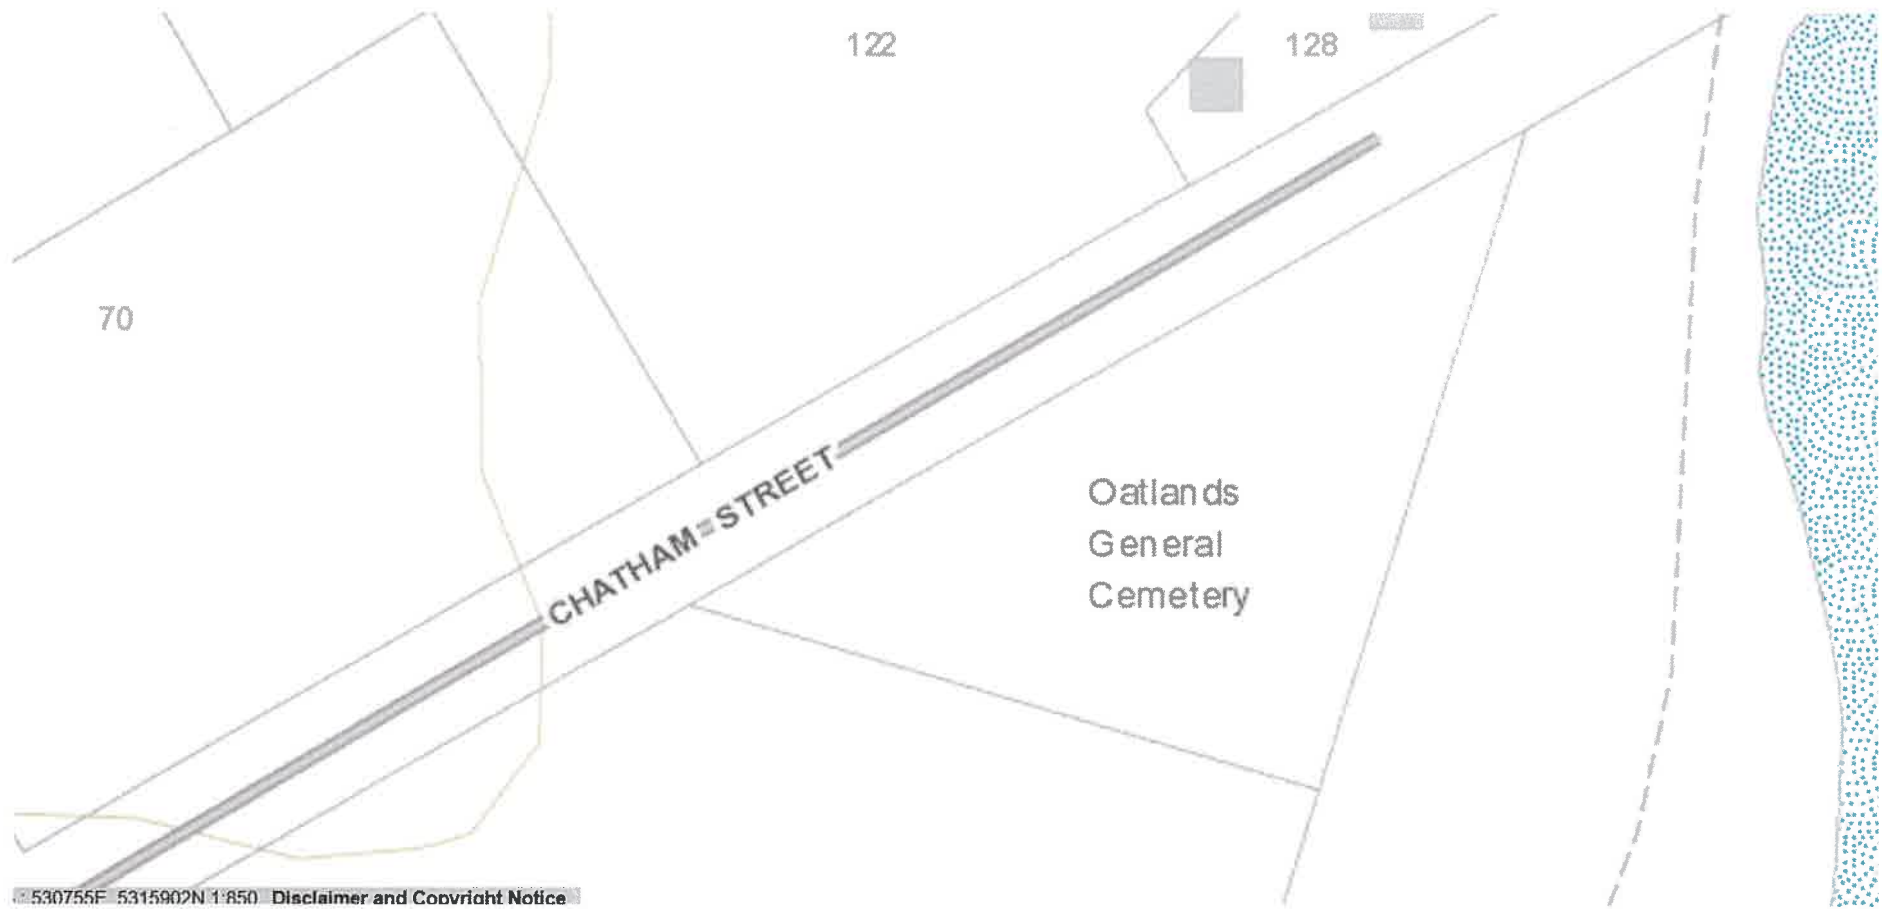 122
128
70
CHATHAM STREET
Oatlands
General
Cemetery
530755E 5315902N 1:850 Disclaimer and Copyright Notice